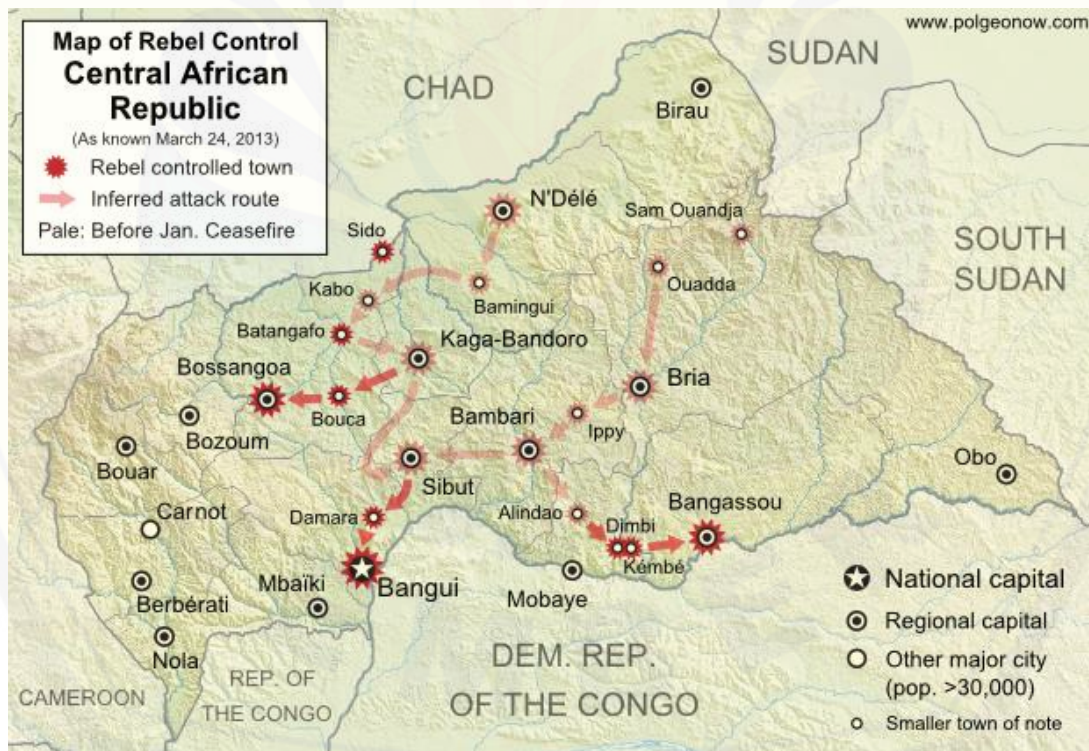 Map of Rebel Control
Central African
Republic
(As known March 24, 2013)
Rebel controlled town
Inferred attack route
Pale: Before Jan. Ceasefire
www.polgeonow.com
SUDAN
CHAD
Birau
N'Délé
Sam Ouandja
Sido
SOUTH
SUDAN
Kabo
Bamingui
Ouadda
Batangafo
Kaga-Bandoro
Bossangoa
Bria
Bouca
Bambari
Ippy
Bozoum
Bouar
Sibut
Obo
Carnot
Damara
Alindao
Dimbi
Bangassou
Kémbé
Mbaïki
Bangui
Mobaye
Berbérati
Nola
CAMEROON
REP. OF
THE CONGO
DEM. REP.
OF THE CONGO
National capital
Regional capital
Other major city
(pop. >30,000)
Smaller town of note